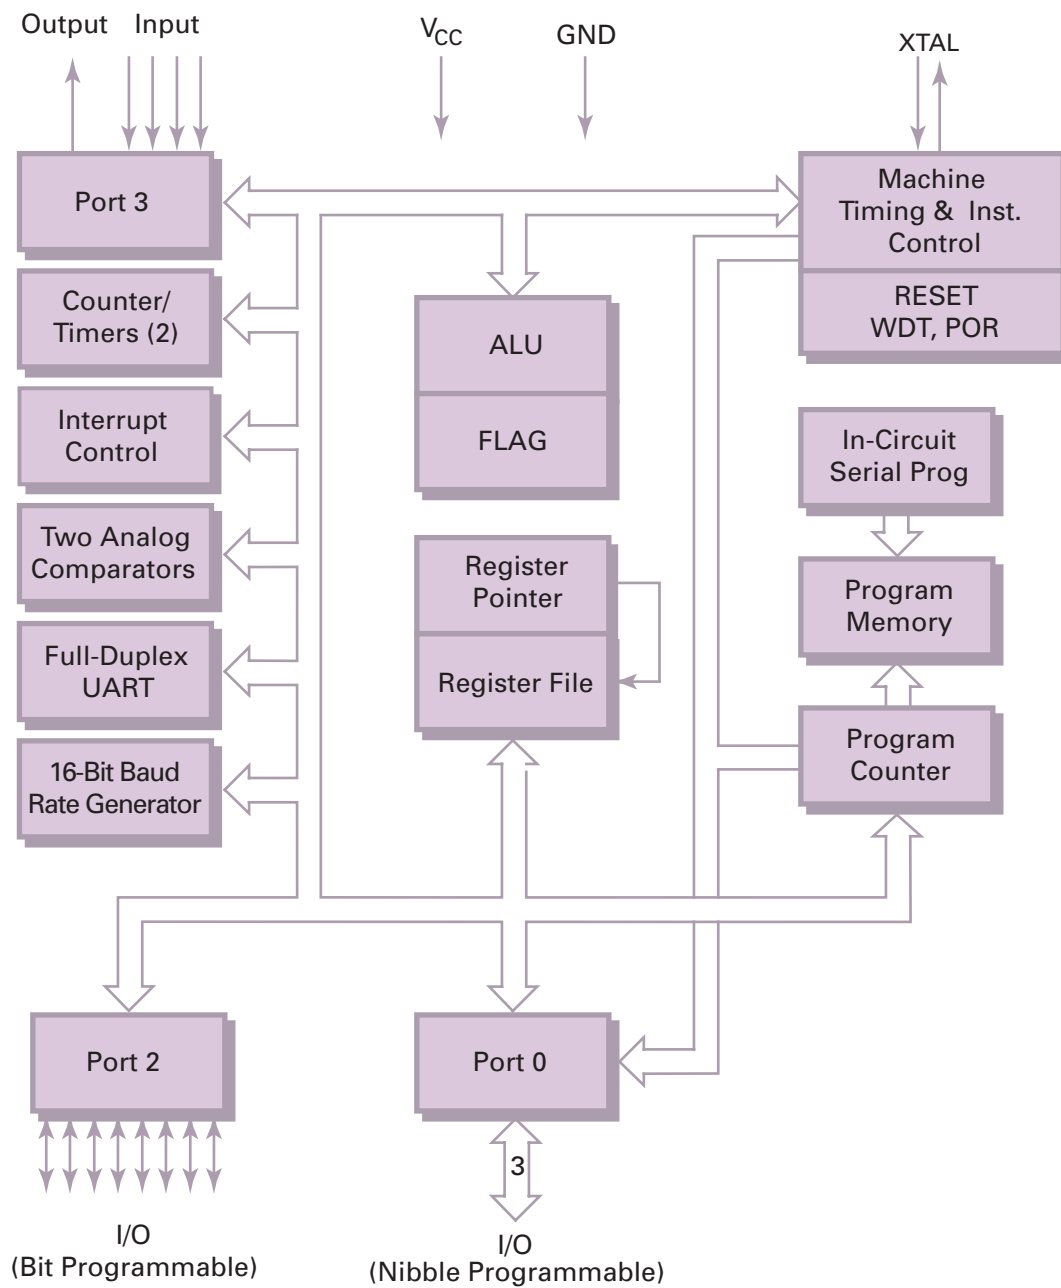 Output Input
VCC
GND
XTAL
Port 3
Machine
Timing & Inst.
Control
RESET
WDT, POR
Counter/
Timers (2)
ALU
FLAG
Interrupt
Control
In-Circuit
Serial Prog
Two Analog
Comparators
Register
Pointer
Register File
Program
Memory
Full-Duplex
UART
Program
Counter
16-Bit Baud
Rate Generator
Port 2
Port 0
3
I/O
(Bit Programmable)
I/O
(Nibble Programmable)